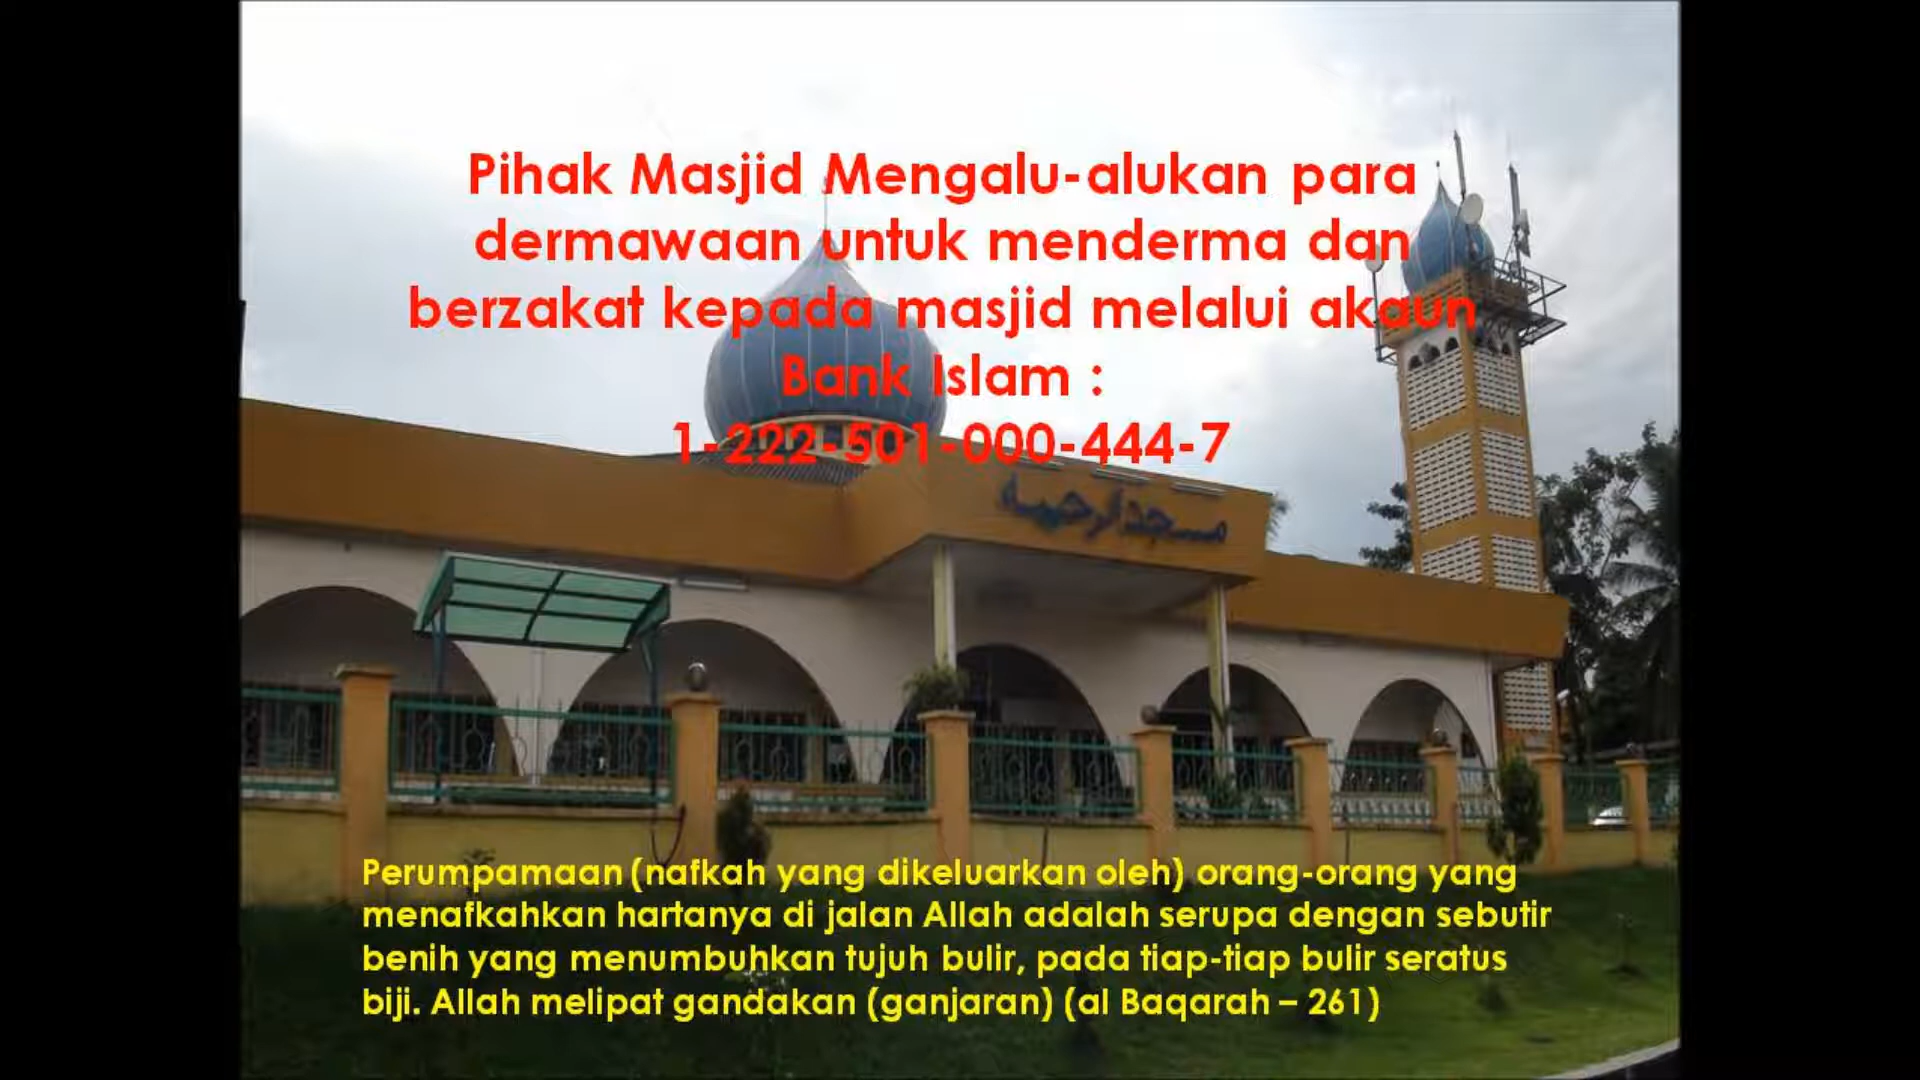 Pihak Masjid Mengalu-alukan para
dermawaan untuk menderma dan
berzakat kepada masjid melalui akaun
Bank Islam :
1-222-501-000-444-7
مسجد الرحيمه
Perumpamaan (nafkah yang dikeluarkan oleh) orang-orang yang
menafkahkan hartanya di jalan Allah adalah serupa dengan sebutir
benih yang menumbuhkan tujuh bulir, pada tiap-tiap bulir seratus
biji. Allah melipat gandakan (ganjaran) (al Baqarah – 261)